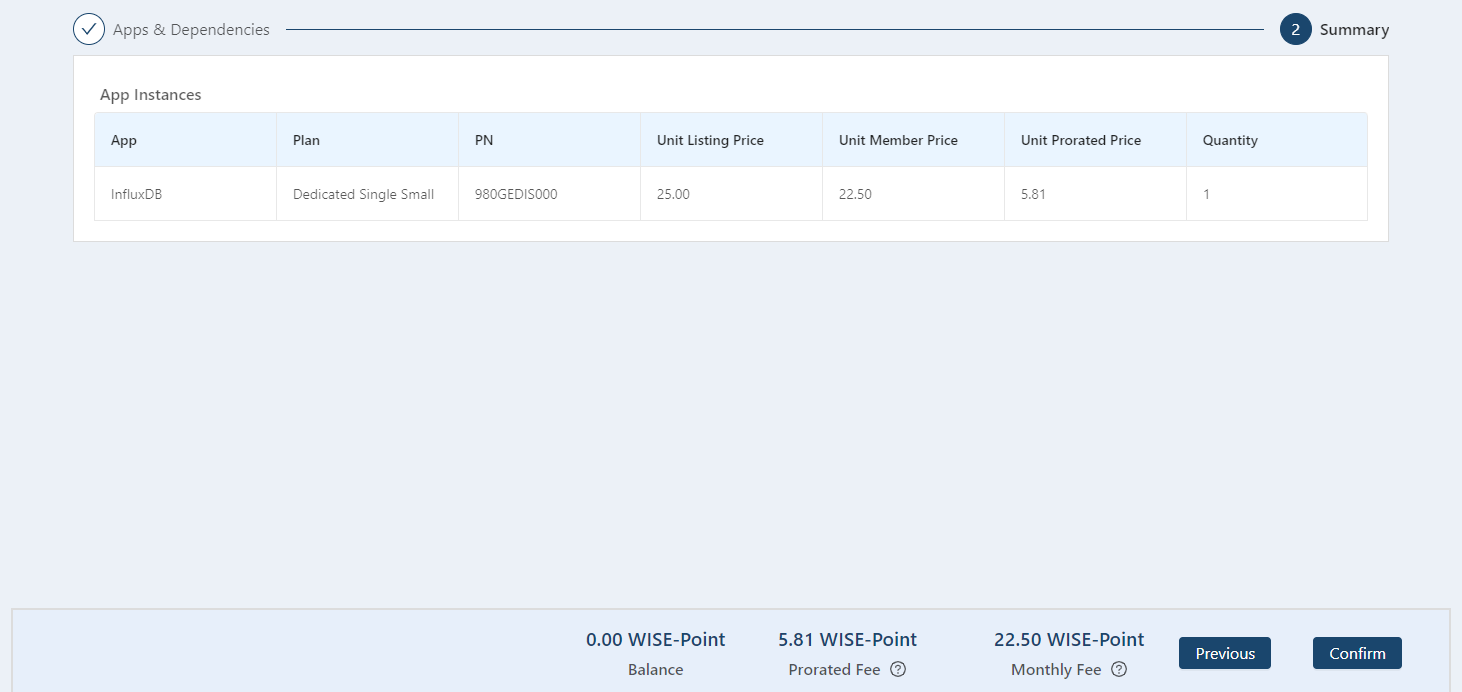 Apps & Dependencies
2 Summary
App Instances
App Plan PN Unit Listing Price Unit Member Price Unit Prorated Price Quantity
InfluxDB Dedicated Single Small 980GEDIS000 25.00 22.50 5.81 1
0.00 WISE-Point 5.81 WISE-Point 22.50 WISE-Point
Balance Prorated Fee ? Monthly Fee ? Previous Confirm